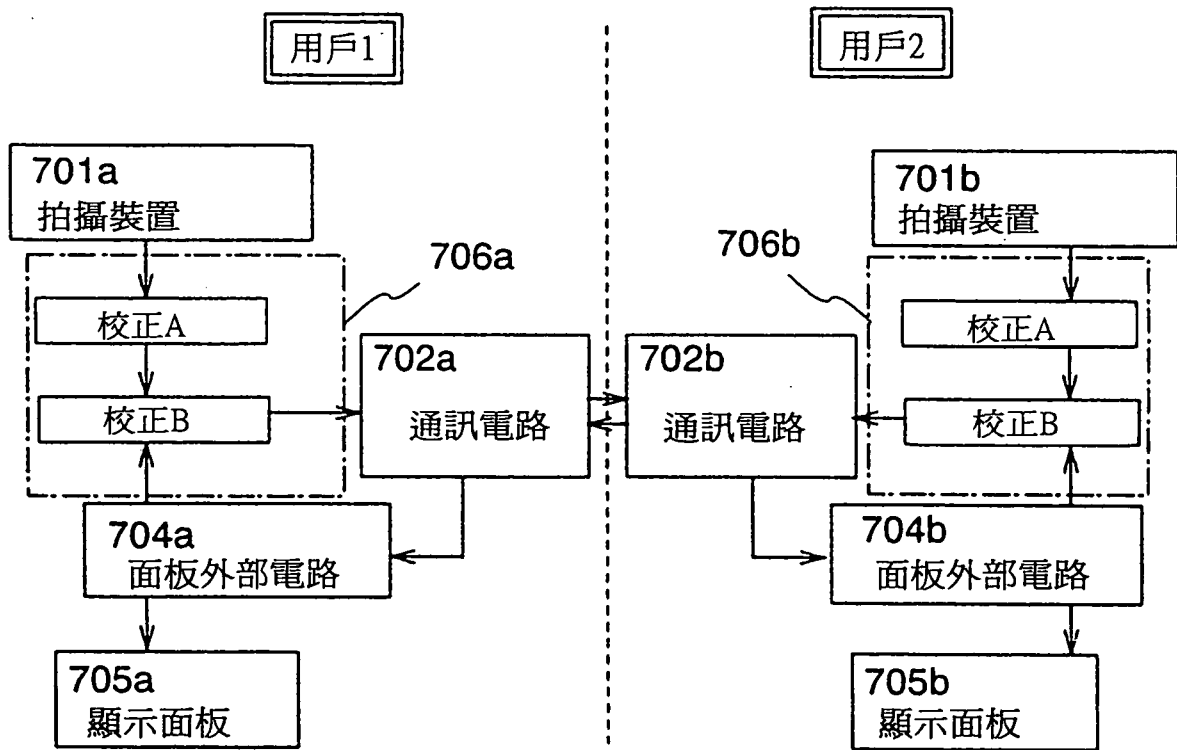 用戶1
用戶2
701a
拍攝裝置
701b
拍攝裝置
706a
706b
校正A
校正A
702a
通訊電路
702b
通訊電路
校正B
校正B
704a
面板外部電路
704b
面板外部電路
705a
顯示面板
705b
顯示面板